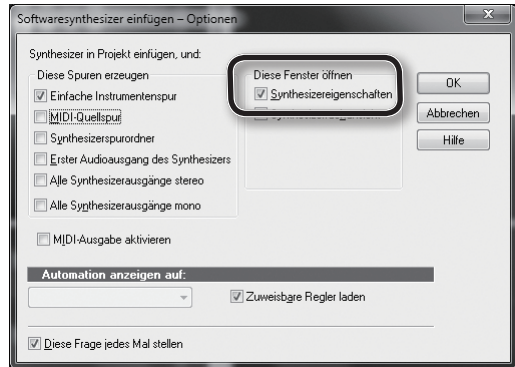 Softwaresynthesizer einfügen – Optionen
Synthesizer in Projekt einfügen, und:
Diese Spuren erzeugen
Einfache Instrumentenspur
MIDI-Quellspur
Synthesizerspurordner
Erster Audioausgang des Synthesizers
Alle Synthesizerausgänge stereo
Alle Synthesizerausgänge mono
MIDI-Ausgabe aktivieren
Diese Fenster öffnen
Synthesizereigenschaften
OK
Abbrechen
Hilfe
Automation anzeigen auf:
Zuweisbare Regler laden
Diese Frage jedes Mal stellen